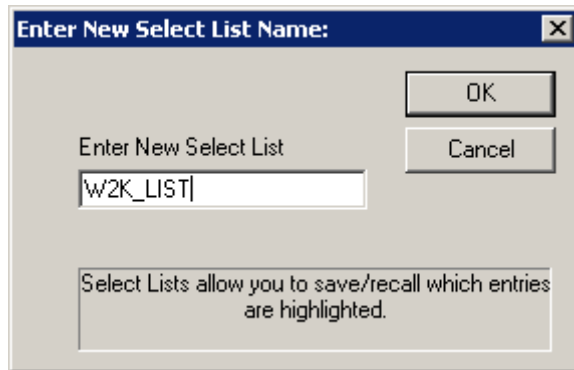 Enter New Select List Name:
OK
Enter New Select List
Cancel
W2K_LIST
Select Lists allow you to save/recall which entries
are highlighted.